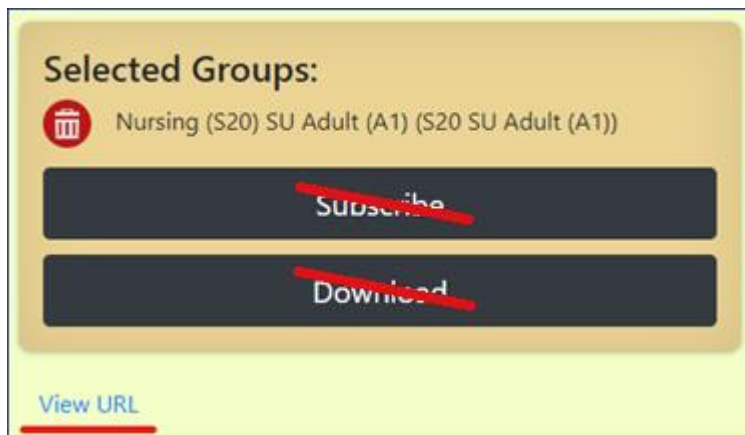 Selected Groups:
Nursing (S20) SU Adult (A1) (S20 SU Adult (A1))
Subscribe
Download
View URL